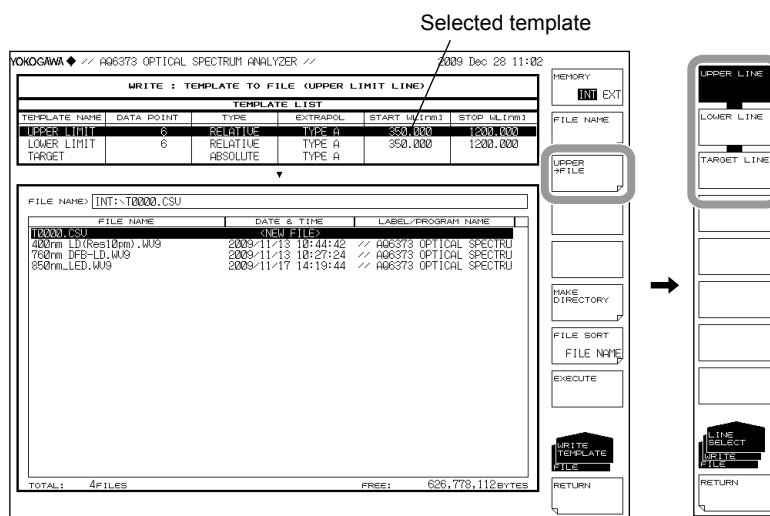 Selected template
YOKOGAWA ◆ // AQ6373 OPTICAL SPECTRUM ANALYZER // 2009 Dec 28 11:02
WRITE : TEMPLATE TO FILE (UPPER LIMIT LINE)
TEMPLATE LIST
TEMPLATE NAME DATA POINT TYPE EXTRAPOL START WL[nm] STOP WL[nm]
UPPER LIMIT 6 RELATIVE TYPE A 350.000 1200.000
LOWER LIMIT 6 RELATIVE TYPE A 350.000 1200.000
TARGET ABSOLUTE TYPE A
▼
FILE NAME> INT:\T0000.CSV
FILE NAME DATE & TIME LABEL/PROGRAM NAME
T0000.CSV <NEW FILE>
400nm LD(Res10pm).WV9 2009/11/13 10:44:42 // AQ6373 OPTICAL SPECTRU
760nm DFB-LD.WV9 2009/11/13 10:27:24 // AQ6373 OPTICAL SPECTRU
850nm_LED.WV9 2009/11/17 14:19:44 // AQ6373 OPTICAL SPECTRU
TOTAL: 4FILES FREE: 626,778,112BYTES
MEMORY
INT EXT
FILE NAME
UPPER
→FILE
MAKE
DIRECTORY
FILE SORT
FILE NAME
EXECUTE
WRITE
TEMPLATE
FILE
RETURN
➡
UPPER LINE
LOWER LINE
TARGET LINE
LINE
SELECT
WRITE
FILE
RETURN